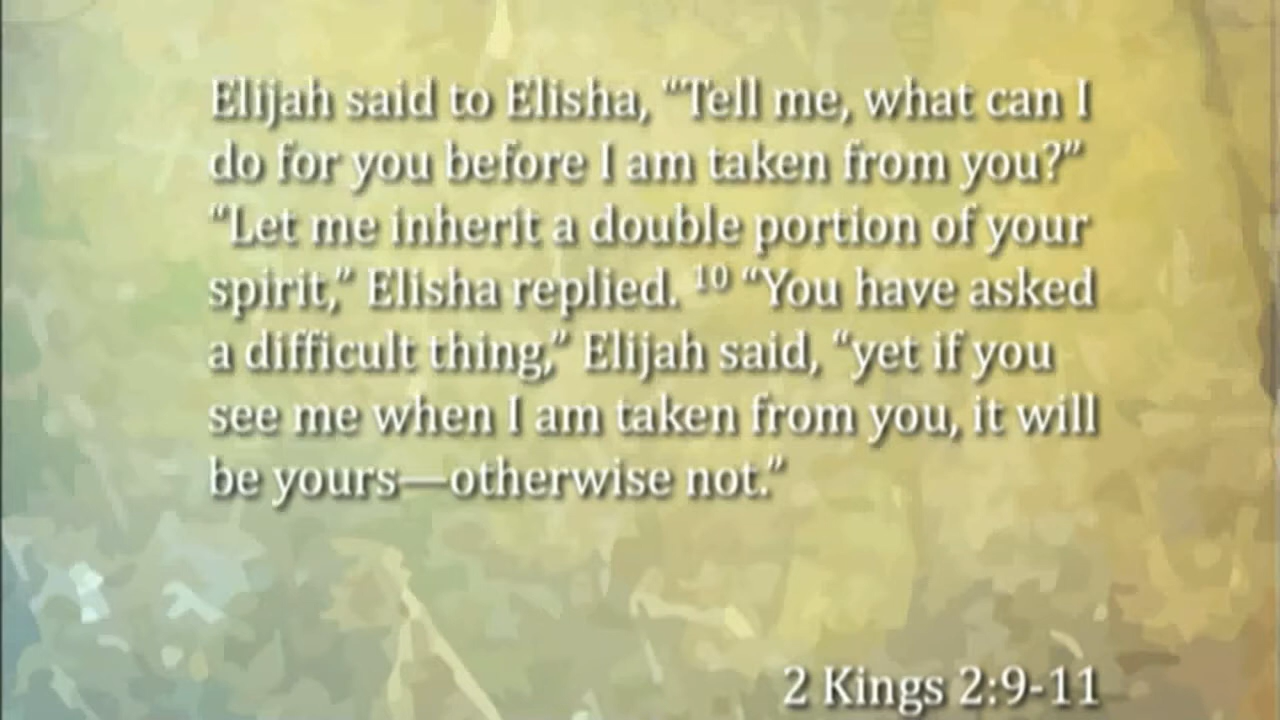 Elijah said to Elisha, “Tell me, what can I
do for you before I am taken from you?”
“Let me inherit a double portion of your
spirit,” Elisha replied. ¹⁰ “You have asked
a difficult thing,” Elijah said, “yet if you
see me when I am taken from you, it will
be yours—otherwise not.”
2 Kings 2:9-11